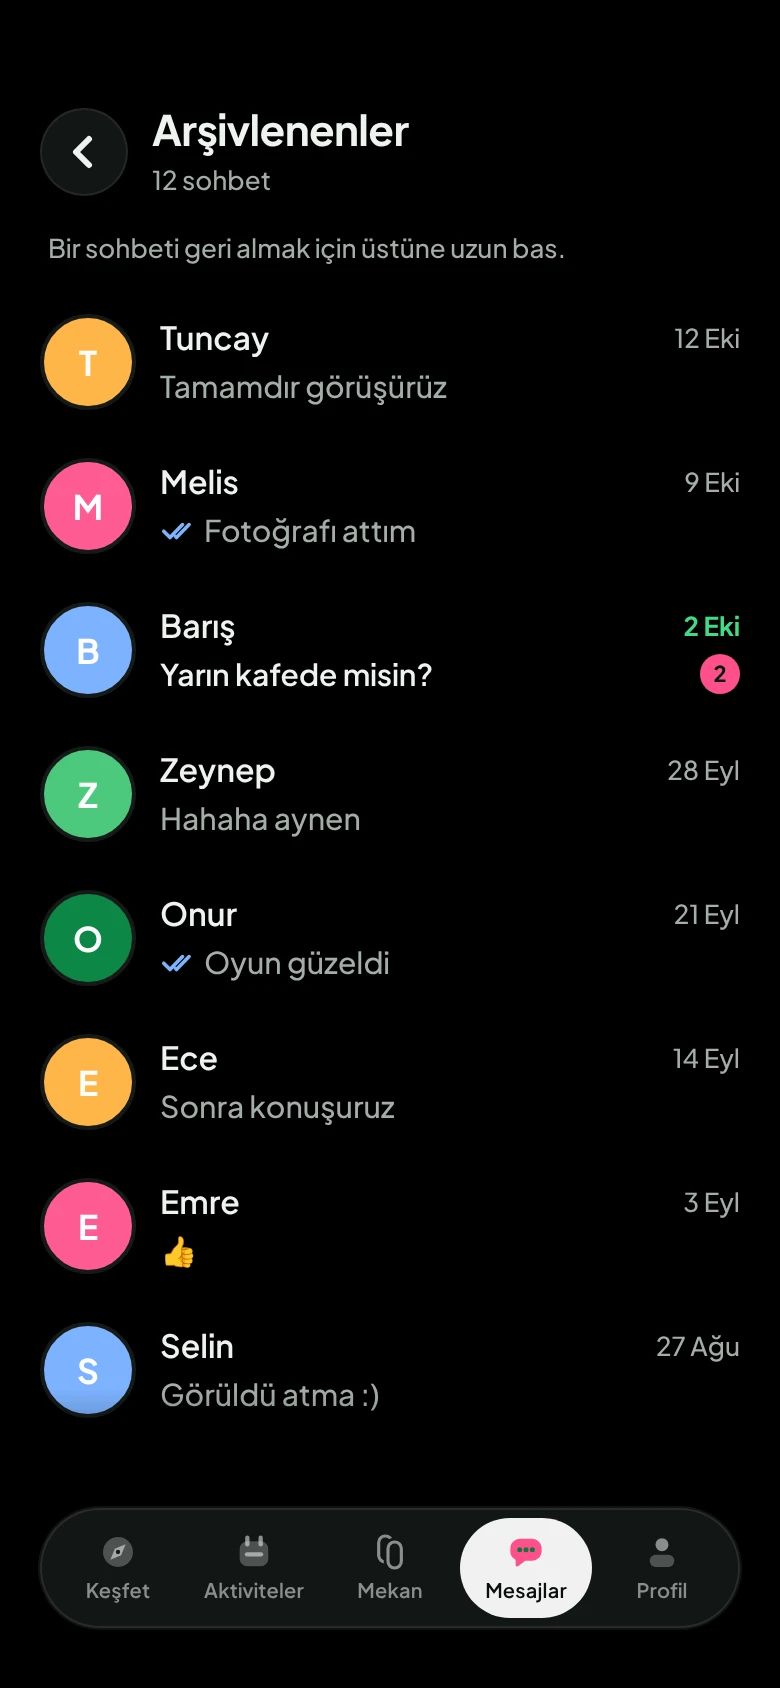 Arşivlenenler
12 sohbet
Bir sohbeti geri almak için üstüne uzun bas.
T
Tuncay
12 Eki
Tamamdır görüşürüz
M
Melis
9 Eki
Fotoğrafı attım
B
Barış
2 Eki
Yarın kafede misin?
2
Z
Zeynep
28 Eyl
Hahaha aynen
O
Onur
21 Eyl
Oyun güzeldi
E
Ece
14 Eyl
Sonra konuşuruz
E
Emre
3 Eyl
👍
S
Selin
27 Ağu
Görüldü atma :)
Keşfet
Aktiviteler
Mekan
Mesajlar
Profil